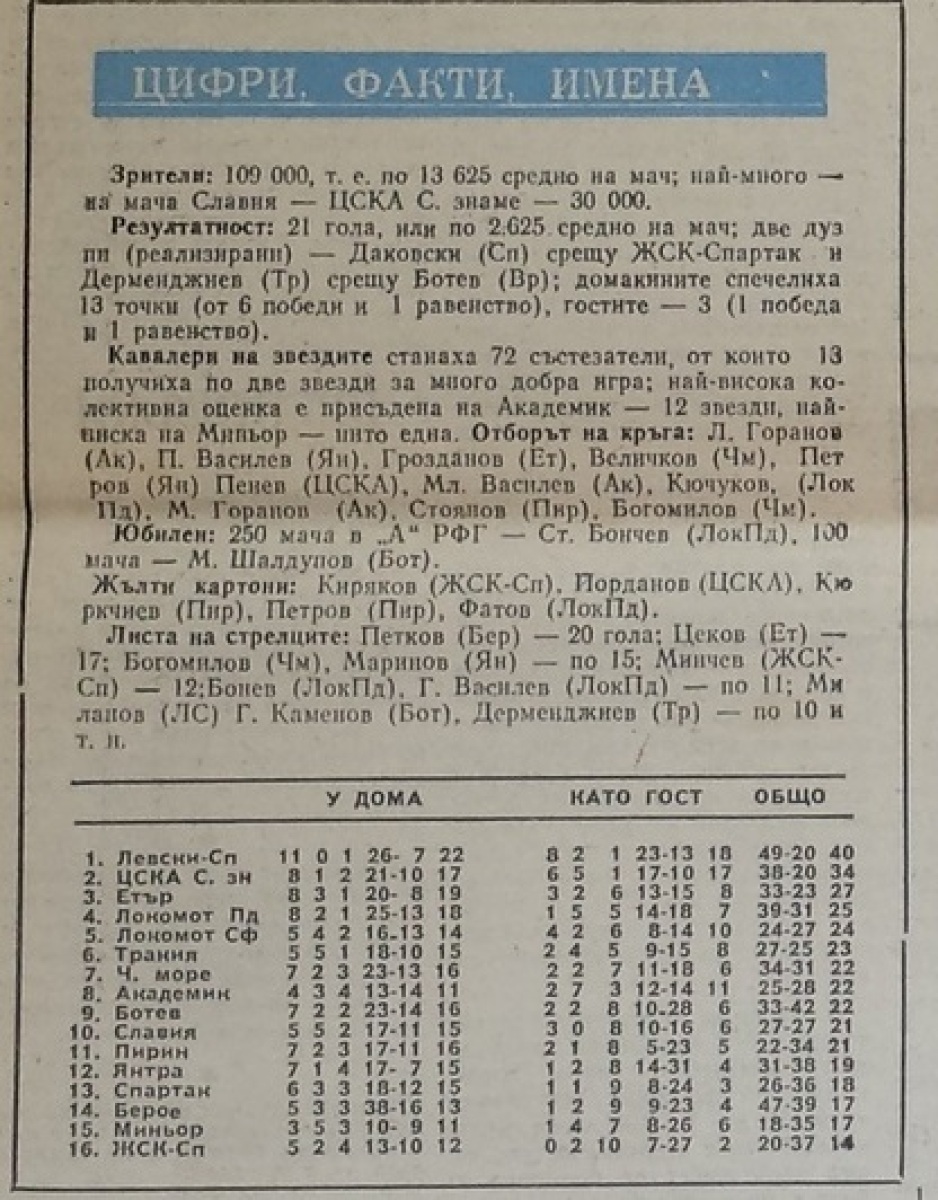 ЦИФРИ, ФАКТИ, ИМЕНА
Зрители: 109 000, т. е. по 13 625 средно на мач; най-много —
на мача Славия — ЦСКА С. знаме — 30 000.
Резултатност: 21 гола, или по 2.625 средно на мач; две дуз
пи (реализирани) — Даковски (Сп) срещу ЖСК-Спартак и
Дерменджиев (Тр) срещу Ботев (Вр); домакините спечелиха
13 точки (от 6 победи и 1 равенство), гостите — 3 (1 победа
и 1 равенство).
Кавалери на звездите станаха 72 състезатели, от които 13
получиха по две звезди за много добра игра; най-висока ко-
лективна оценка е присъдена на Академик — 12 звезди, най-
ниска на Миньор — нито една. Отборът на кръга: Л. Горанов
(Ак), П. Василев (Ян), Грозданов (Ет), Величков (Чм), Пет
ров (Ян) Пенев (ЦСКА), Мл. Василев (Ак), Кючуков, (Лок
Пд), М. Горанов (Ак), Стоянов (Пир), Богомилов (Чм).
Юбилеи: 250 мача в „А" РФГ — Ст. Бончев (ЛокПд), 100
мача — М. Шалдупов (Бот).
Жълти картони: Киряков (ЖСК-Сп), Йорданов (ЦСКА), Кю
ркчиев (Пир), Петров (Пир), Фатов (ЛокПд).
Листа на стрелците: Петков (Бер) — 20 гола; Цеков (Ет) —
17; Богомилов (Чм), Маринов (Ян) — по 15; Минчев (ЖСК-
Сп) — 12;Бонев (ЛокПд), Г. Василев (ЛокПд) — по 11; Ми
ланов (ЛС) Г. Каменов (Бот), Дерменджиев (Тр) — по 10 и
т. н.
У ДОМА КАТО ГОСТ ОБЩО
1. Левски-Сп 11 0 1 26- 7 22 8 2 1 23-13 18 49-20 40
2. ЦСКА С. зн 8 1 2 21-10 17 6 5 1 17-10 17 38-20 34
3. Етър 8 3 1 20- 8 19 3 2 6 13-15 8 33-23 27
4. Локомот Пд 8 2 1 25-13 18 1 5 5 14-18 7 39-31 25
5. Локомот Сф 5 4 2 16-13 14 4 2 6 8-14 10 24-27 24
6. Тракия 5 5 1 18-10 15 2 4 5 9-15 8 27-25 23
7. Ч. море 7 2 3 23-13 16 2 2 7 11-18 6 34-31 22
8. Академик 4 3 4 13-14 11 2 7 3 12-14 11 25-28 22
9. Ботев 7 2 2 23-14 16 2 2 8 10-28 6 33-42 22
10. Славия 5 5 2 17-11 15 3 0 8 10-16 6 27-27 21
11. Пирин 7 2 3 17-11 16 2 1 8 5-23 5 22-34 21
12. Янтра 7 1 4 17- 7 15 1 2 8 14-31 4 31-38 19
13. Спартак 6 3 3 18-12 15 1 1 9 8-24 3 26-36 18
14. Берое 5 3 3 38-16 13 1 2 9 9-23 4 47-39 17
15. Миньор 3 5 3 10- 9 11 1 4 7 8-26 6 18-35 17
16. ЖСК-Сп 5 2 4 13-10 12 0 2 10 7-27 2 20-37 14